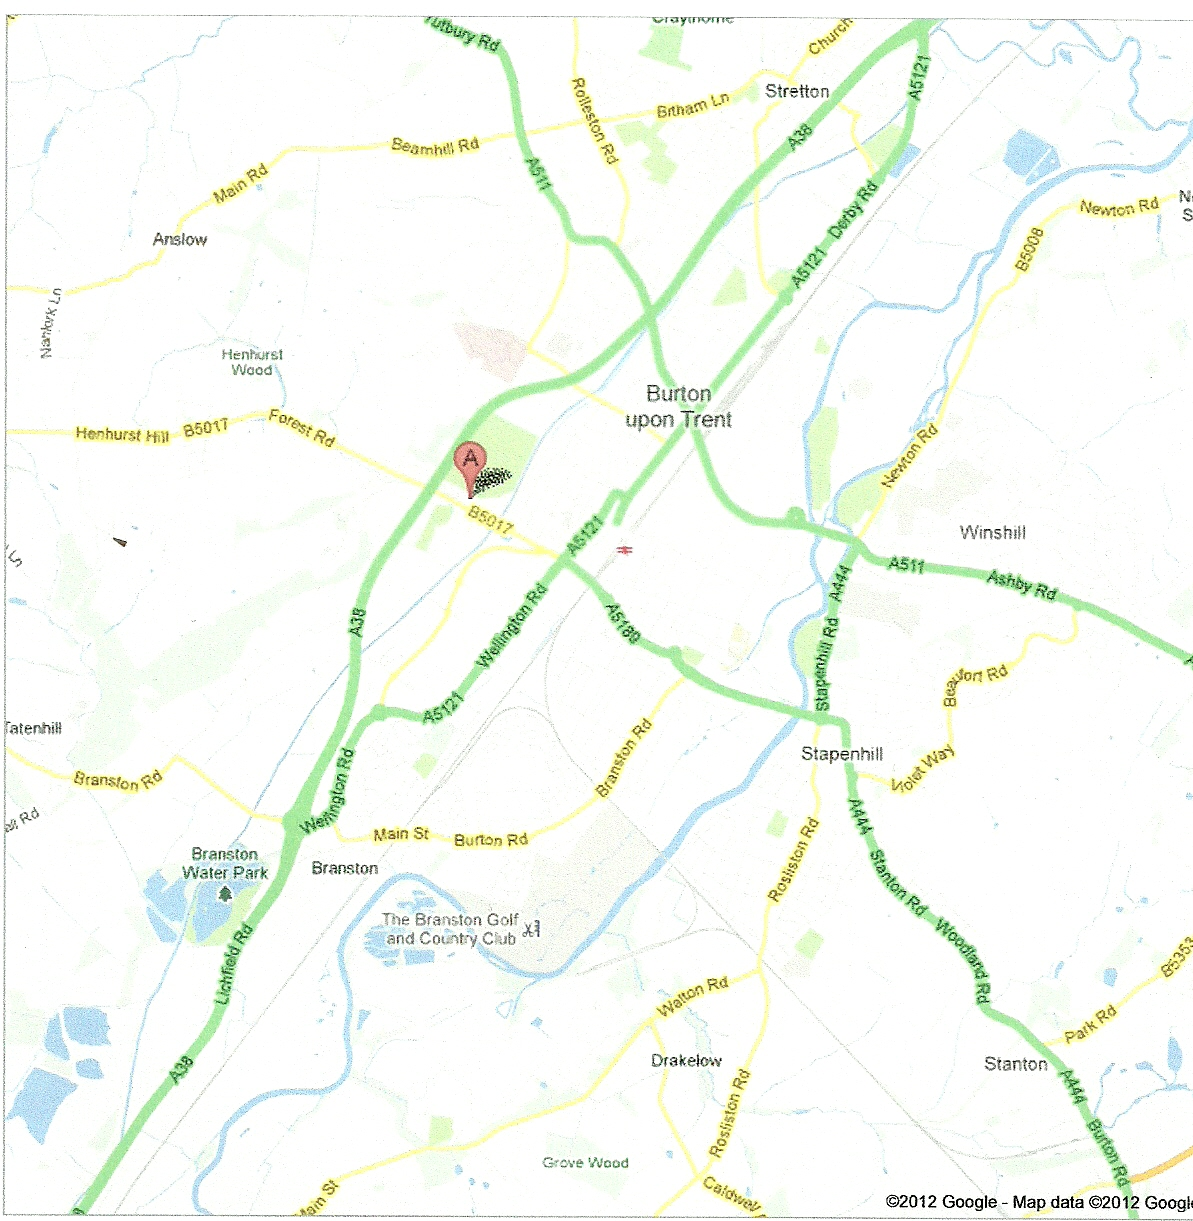 Tutbury Rd
Craythorne
Church
Stretton
A5121
Rolleston Rd
Bitham Ln
A38
Beamhill Rd
A511
Main Rd
Derby Rd
Newton Rd
Anslow
B5008
A5121
Henhurst
Wood
Burton
upon Trent
Henhurst Hill
B5017
Forest Rd
A
Newton Rd
B5017
A5121
Winshill
A511
Ashby Rd
A444
A38
Wellington Rd
A5189
Stapenhill Rd
Beaufort Rd
A5121
Tatenhill
Branston Rd
Stapenhill
Violet Way
Branston Rd
Wellington Rd
A444
Main St
Burton Rd
Rosliston Rd
Branston
Water Park
Branston
Stanton Rd
The Branston Golf
and Country Club
Woodland Rd
Lichfield Rd
B5353
Walton Rd
Park Rd
Drakelow
Stanton
A38
A444
Rosliston Rd
Burton Rd
Grove Wood
Main St
©2012 Google - Map data ©2012 Google